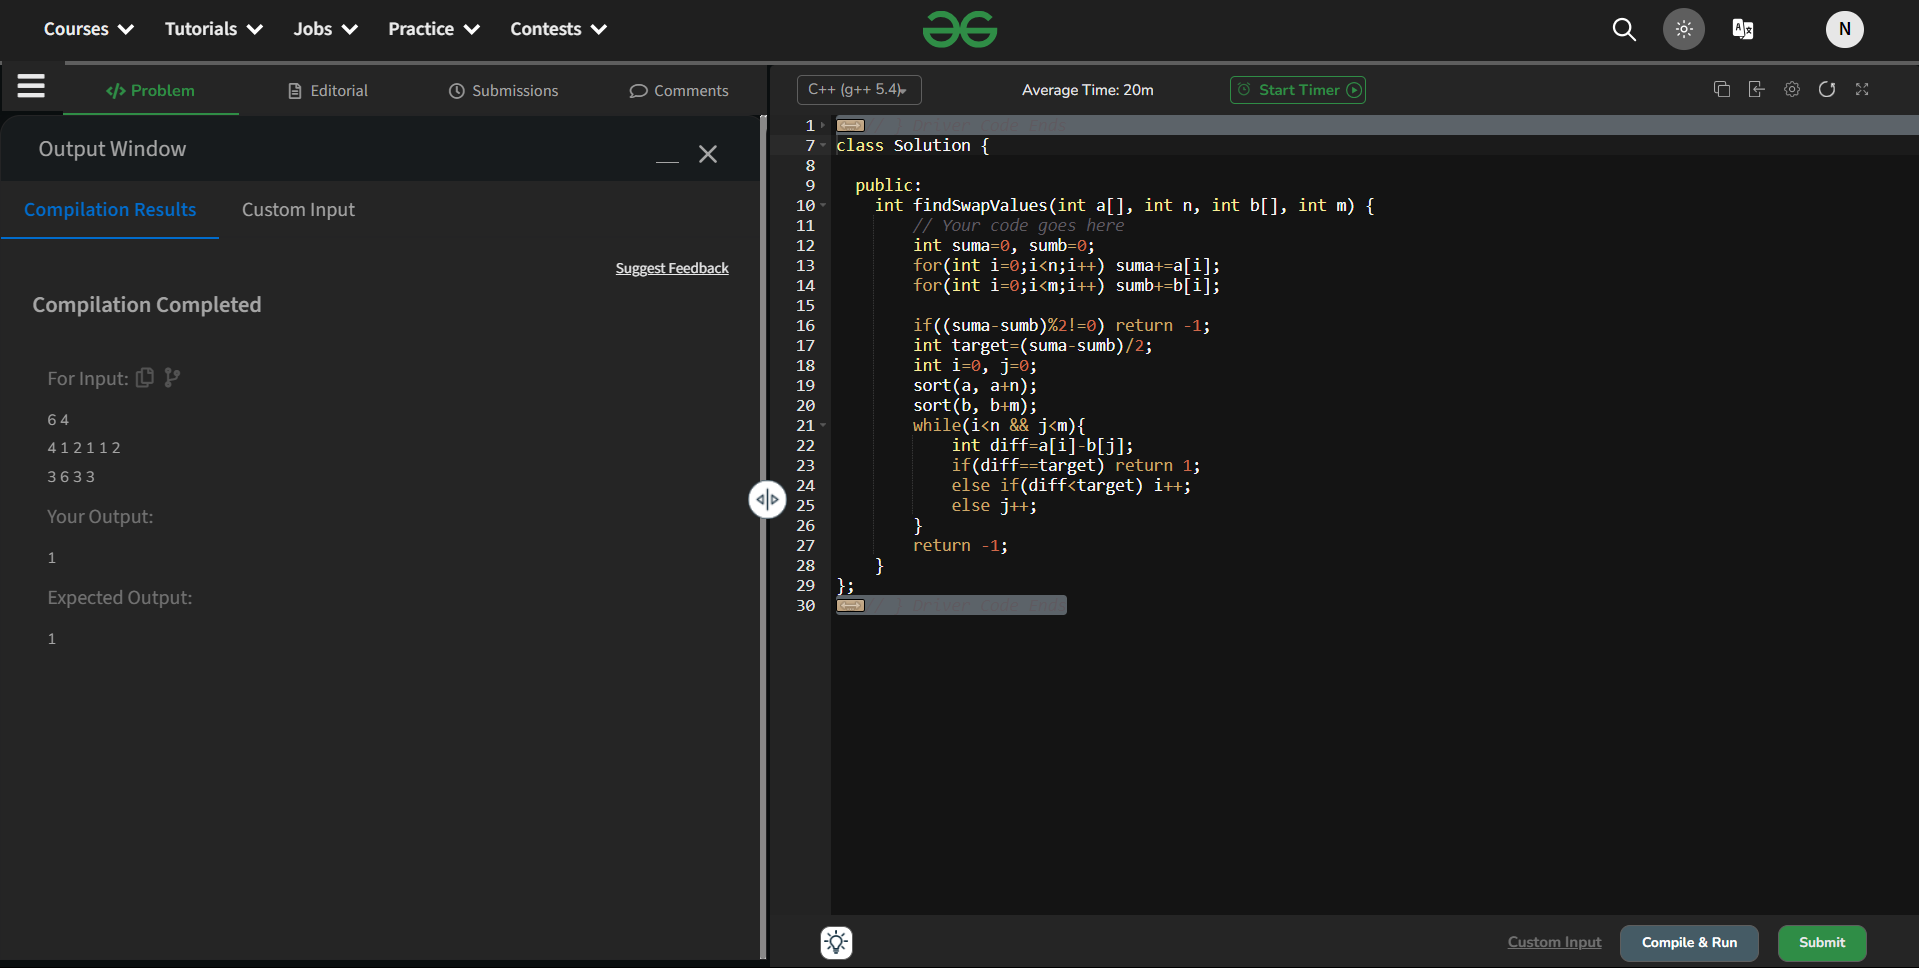 Courses Tutorials Jobs Practice Contests N
</> Problem Editorial Submissions Comments
Output Window
Compilation Results Custom Input
Suggest Feedback
Compilation Completed
For Input:
6 4
4 1 2 1 1 2
3 6 3 3
Your Output:
1
Expected Output:
1
C++ (g++ 5.4) Average Time: 20m Start Timer
1 // } Driver Code Ends
7 class Solution {
8
9 public:
10 int findSwapValues(int a[], int n, int b[], int m) {
11 // Your code goes here
12 int suma=0, sumb=0;
13 for(int i=0;i<n;i++) suma+=a[i];
14 for(int i=0;i<m;i++) sumb+=b[i];
15
16 if((suma-sumb)%2!=0) return -1;
17 int target=(suma-sumb)/2;
18 int i=0, j=0;
19 sort(a, a+n);
20 sort(b, b+m);
21 while(i<n && j<m){
22 int diff=a[i]-b[j];
23 if(diff==target) return 1;
24 else if(diff<target) i++;
25 else j++;
26 }
27 return -1;
28 }
29 };
30 // } Driver Code Ends
Custom Input Compile & Run Submit